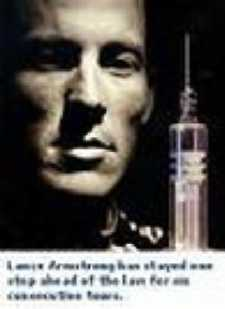 Lance Armstrong has stayed one
step ahead of the law for six
consecutive tours.